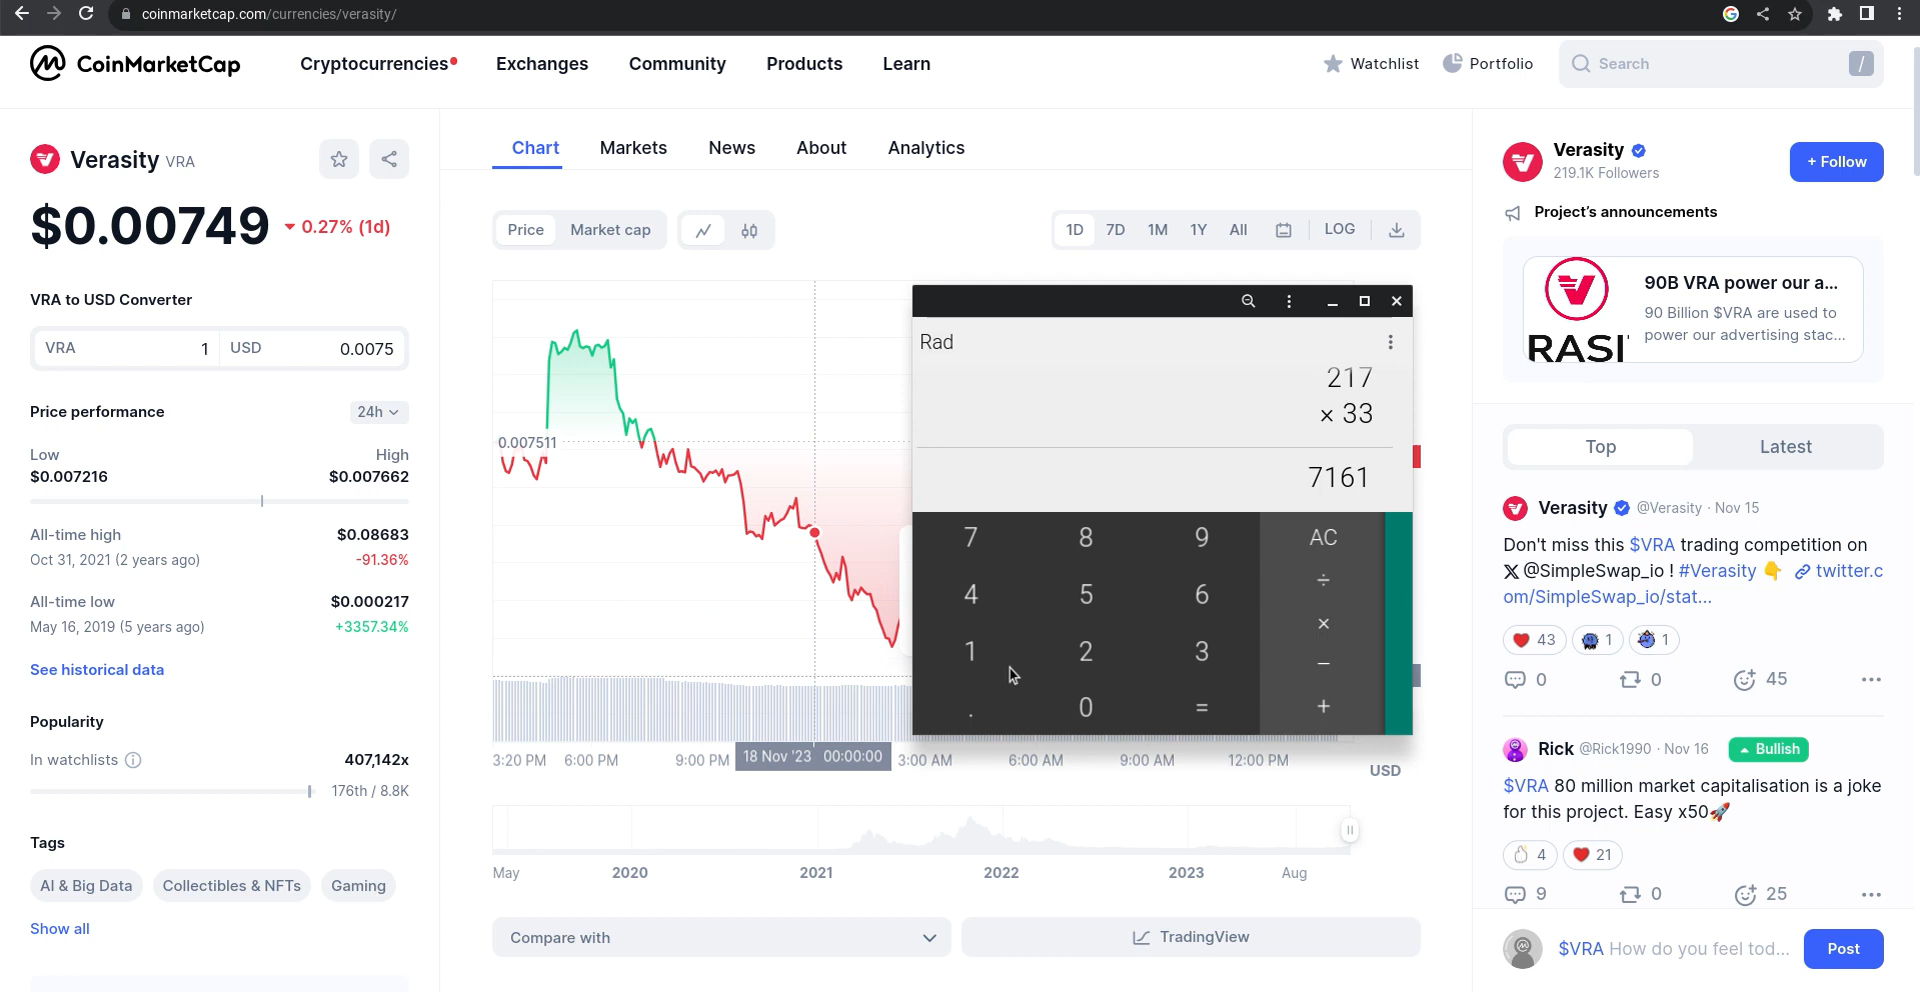 coinmarketcap.com/currencies/verasity/
CoinMarketCap
Cryptocurrencies
Exchanges
Community
Products
Learn
Watchlist
Portfolio
Search
/
Verasity VRA
$0.00749
0.27% (1d)
VRA to USD Converter
VRA 1 USD 0.0075
Price performance
24h
Low High
$0.007216 $0.007662
All-time high $0.08683
Oct 31, 2021 (2 years ago) -91.36%
All-time low $0.000217
May 16, 2019 (5 years ago) +3357.34%
See historical data
Popularity
In watchlists 407,142x
176th / 8.8K
Tags
AI & Big Data
Collectibles & NFTs
Gaming
Show all
Chart
Markets
News
About
Analytics
Price
Market cap
1D 7D 1M 1Y All LOG
0.007511
3:20 PM 6:00 PM 9:00 PM 18 Nov '23 00:00:00 3:00 AM 6:00 AM 9:00 AM 12:00 PM
USD
May 2020 2021 2022 2023 Aug
Compare with
TradingView
Rad
217
× 33
7161
7 8 9 AC
÷
4 5 6
×
1 2 3
−
. 0 = +
Verasity
219.1K Followers
+ Follow
Project's announcements
RASI
90B VRA power our a...
90 Billion $VRA are used to
power our advertising stac...
Top
Latest
Verasity @Verasity · Nov 15
Don't miss this $VRA trading competition on
X @SimpleSwap_io ! #Verasity 👇 🔗 twitter.c
om/SimpleSwap_io/stat...
43 1 1
0 0 45
Rick @Rick1990 · Nov 16 Bullish
$VRA 80 million market capitalisation is a joke
for this project. Easy x50🚀
4 21
9 0 25
$VRA How do you feel tod...
Post